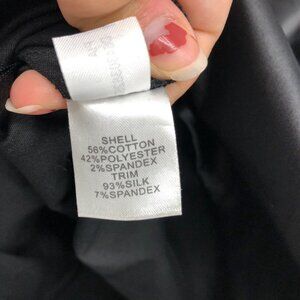 SHELL
56%COTTON
42%POLYESTER
2%SPANDEX
TRIM
93%SILK
7%SPANDEX